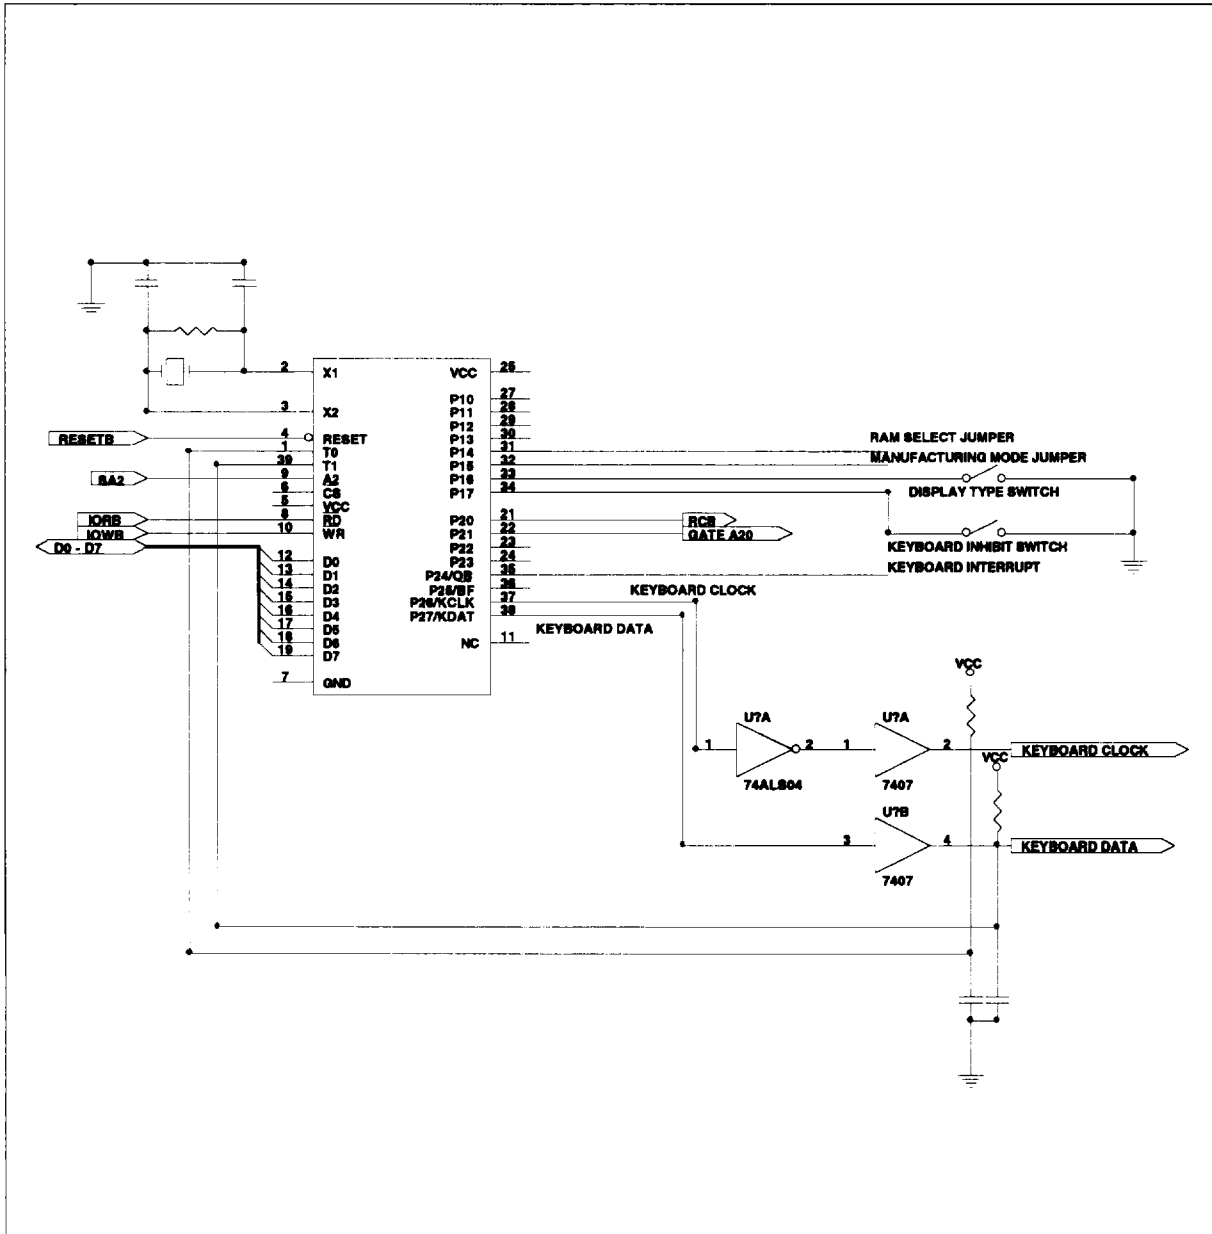 2 X1 VCC 25
P10 27
3 X2 P11 28
P12 29
RESETB 4 RESET P13 30
1 T0 P14 31 RAM SELECT JUMPER
39 T1 P15 32 MANUFACTURING MODE JUMPER
SA2 9 A2 P16 33
6 CS P17 34 DISPLAY TYPE SWITCH
5 VCC
IORB 8 RD P20 21 RCB
IOWB 10 WR P21 22 GATE A20
D0 - D7 P22 23
12 D0 P23 24 KEYBOARD INHIBIT SWITCH
13 D1 P24/OB 35 KEYBOARD INTERRUPT
14 D2 P25/BF 36 KEYBOARD CLOCK
15 D3 P26/KCLK 37
16 D4 P27/KDAT 38
17 D5 KEYBOARD DATA
18 D6 NC 11
19 D7
7 GND
VCC
U?A U?A
1 2 1 2 KEYBOARD CLOCK
VCC
74ALS04 7407
U?B
3 4 KEYBOARD DATA
7407